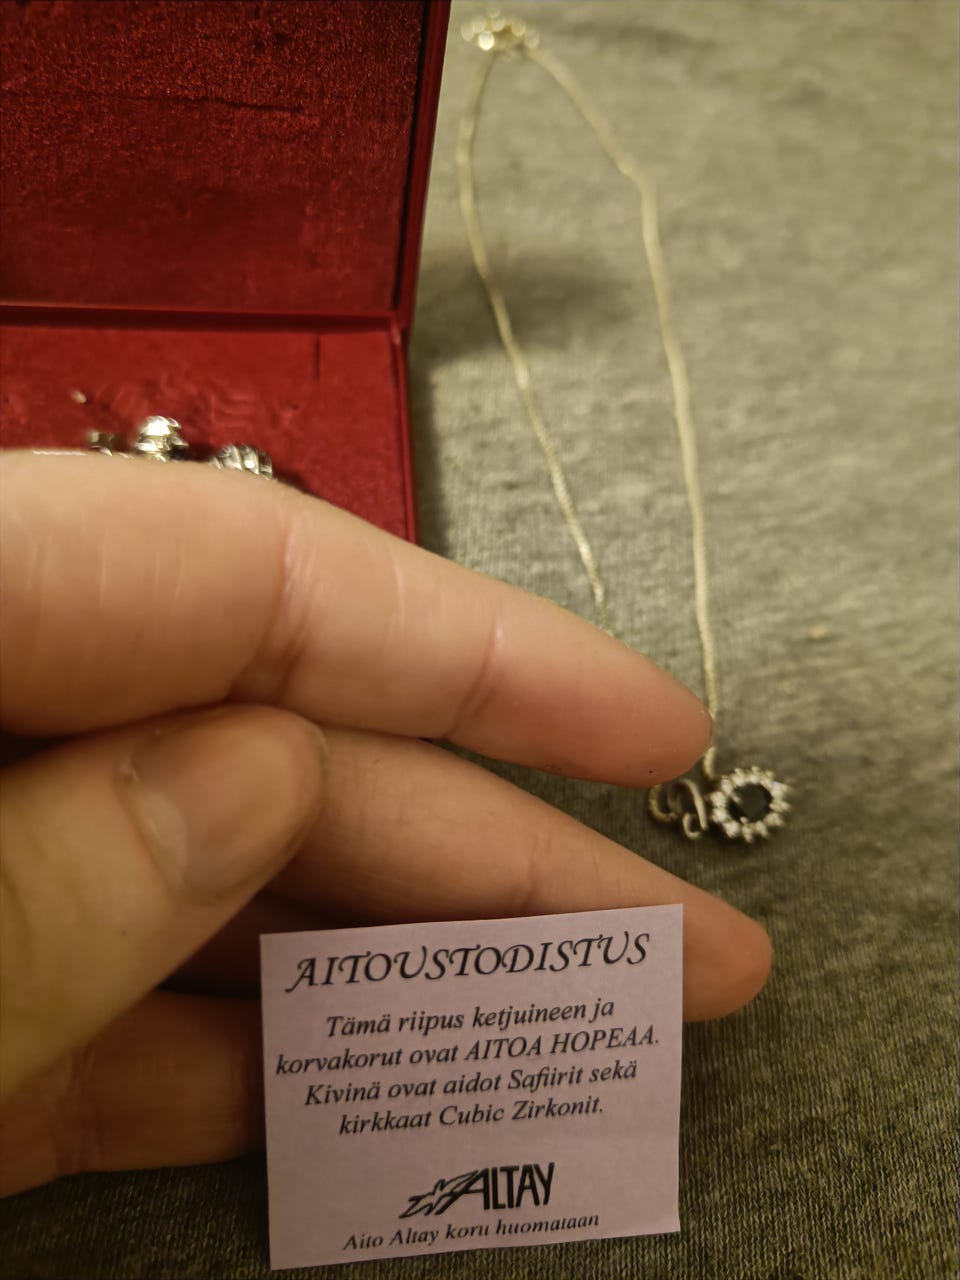 AITOUSTODISTUS
Tämä riipus ketjuineen ja
korvakorut ovat AITOA HOPEAA.
Kivinä ovat aidot Safiirit sekä
kirkkaat Cubic Zirkonit.
ALTAY
Aito Altay koru huomataan